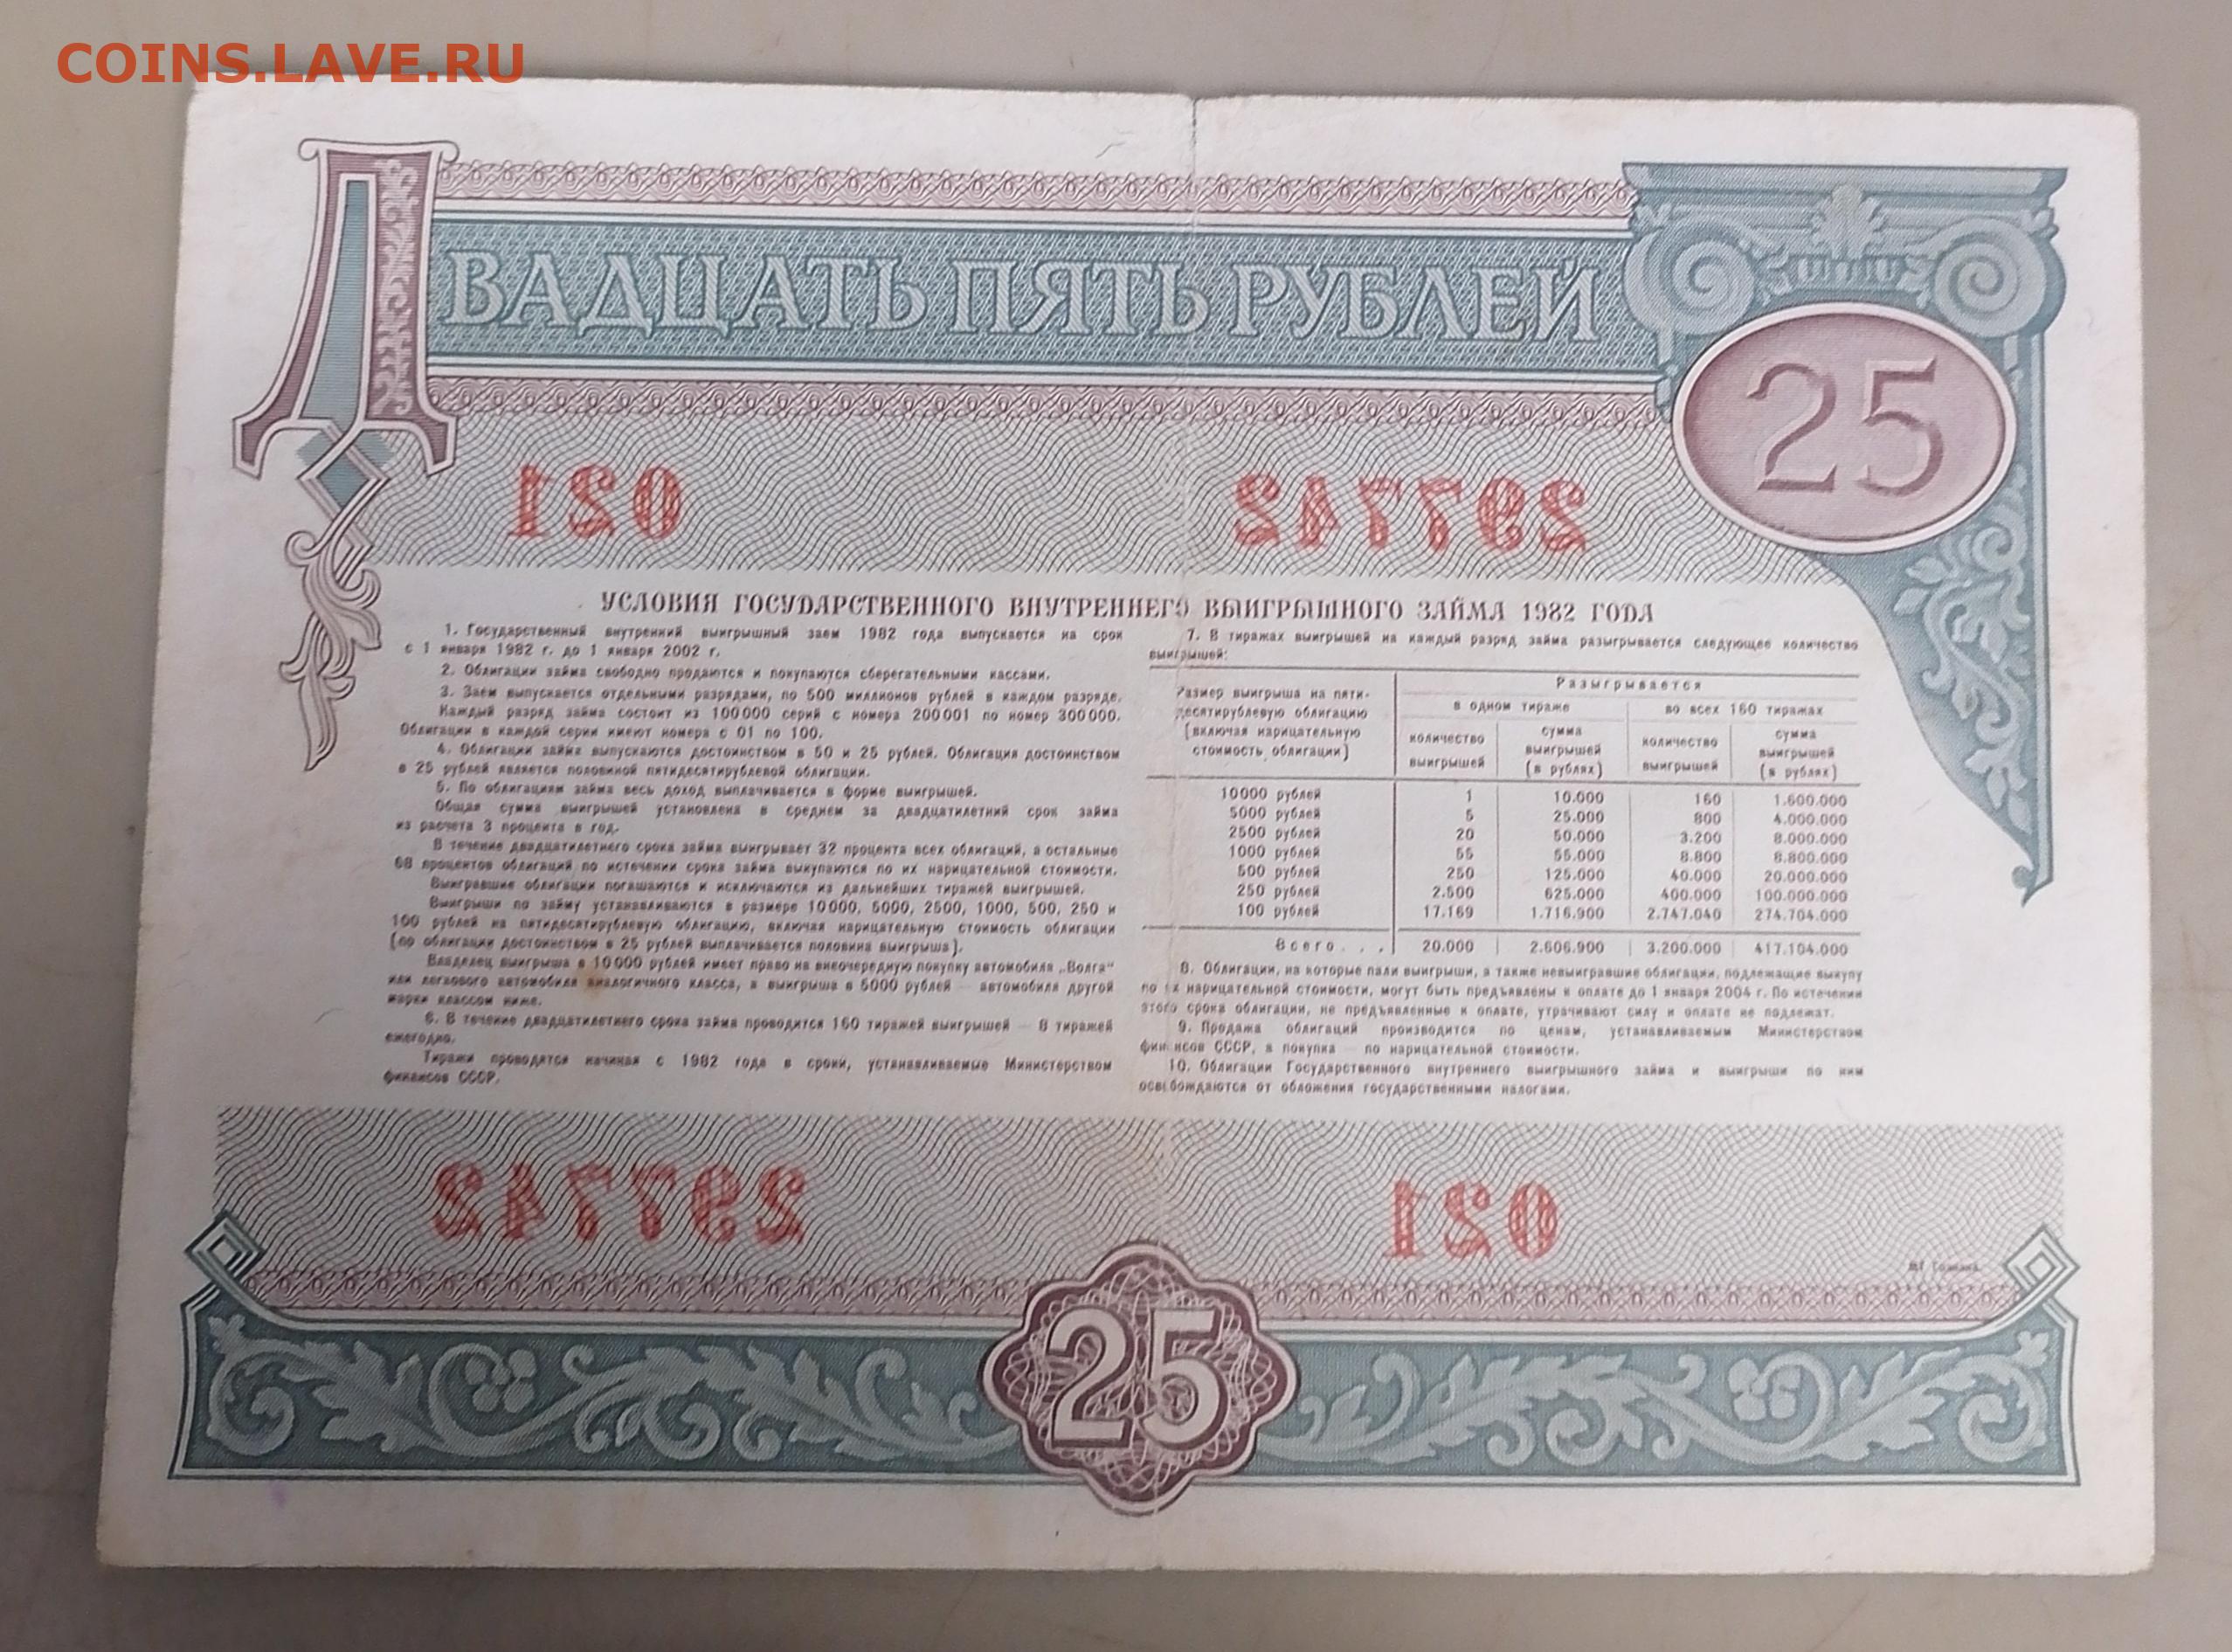 COINS.LAVE.RU
ДВАДЦАТЬ ПЯТЬ РУБЛЕЙ
25
021 297742
УСЛОВИЯ ГОСУДАРСТВЕННОГО ВНУТРЕННЕГО ВЫИГРЫШНОГО ЗАЙМА 1982 ГОДА
1. Государственный внутренний выигрышный заем 1982 года выпускается на срок
с 1 января 1982 г. до 1 января 2002 г.
2. Облигации займа свободно продаются и покупаются сберегательными кассами.
3. Заем выпускается отдельными разрядами, по 500 миллионов рублей в каждом разряде.
Каждый разряд займа состоит из 100000 серий с номера 200001 по номер 300000.
Облигации в каждой серии имеют номера с 01 по 100.
4. Облигации займа выпускаются достоинством в 50 и 25 рублей. Облигация достоинством
в 25 рублей является половиной пятидесятирублевой облигации.
5. По облигациям займа весь доход выплачивается в форме выигрышей.
Общая сумма выигрышей установлена в среднем за двадцатилетний срок займа
из расчета 3 процента в год.
В течение двадцатилетнего срока займа выигрывает 32 процента всех облигаций, а остальные
68 процентов облигаций по истечении срока займа выкупаются по их нарицательной стоимости.
Выигравшие облигации погашаются и исключаются из дальнейших тиражей выигрышей.
Выигрыши по займу устанавливаются в размере 10000, 5000, 2500, 1000, 500, 250 и
100 рублей на пятидесятирублевую облигацию, включая нарицательную стоимость облигации
(по облигации достоинством в 25 рублей выплачивается половина выигрыша).
Владелец выигрыша в 10000 рублей имеет право на внеочередную покупку автомобиля „Волга"
или легкового автомобиля аналогичного класса, а выигрыша в 5000 рублей — автомобиля другой
марки классом ниже.
6. В течение двадцатилетнего срока займа проводится 160 тиражей выигрышей — 8 тиражей
ежегодно.
Тиражи проводятся начиная с 1982 года в сроки, устанавливаемые Министерством
финансов СССР.
7. В тиражах выигрышей на каждый разряд займа разыгрывается следующее количество
выигрышей:
Размер выигрыша на пяти-
десятирублевую облигацию
(включая нарицательную
стоимость облигации)
Разыгрывается
в одном тираже во всех 160 тиражах
количество выигрышей сумма выигрышей (в рублях) количество выигрышей сумма выигрышей (в рублях)
10000 рублей 1 10.000 160 1.600.000
5000 рублей 5 25.000 800 4.000.000
2500 рублей 20 50.000 3.200 8.000.000
1000 рублей 55 55.000 8.800 8.800.000
500 рублей 250 125.000 40.000 20.000.000
250 рублей 2.500 625.000 400.000 100.000.000
100 рублей 17.169 1.716.900 2.747.040 274.704.000
Всего . . . 20.000 2.606.900 3.200.000 417.104.000
8. Облигации, на которые пали выигрыши, а также невыигравшие облигации, подлежащие выкупу
по их нарицательной стоимости, могут быть предъявлены к оплате до 1 января 2004 г. По истечении
этого срока облигации, не предъявленные к оплате, утрачивают силу и оплате не подлежат.
9. Продажа облигаций производится по ценам, устанавливаемым Министерством
финансов СССР, а покупка — по нарицательной стоимости.
10. Облигации Государственного внутреннего выигрышного займа и выигрыши по ним
освобождаются от обложения государственными налогами.
297742 021
МТ Гознака.
25